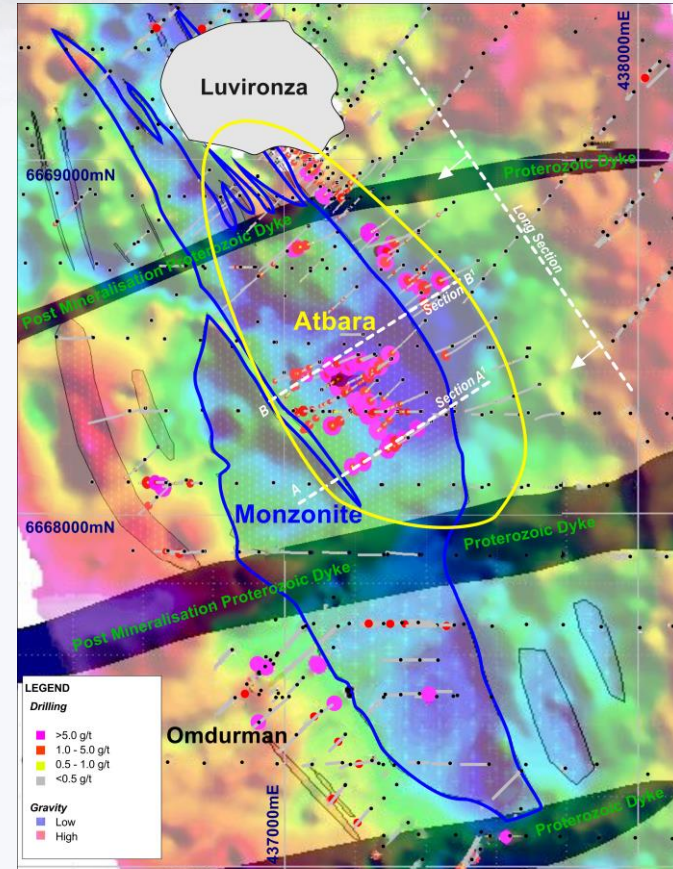 438000mE
Luvironza
6669000mN
Proterozoic Dyke
Long Section
Post Mineralisation Proterozoic Dyke
Section B'
Atbara
Section A'
B
A
Monzonite
6668000mN
Proterozoic Dyke
Post Mineralisation Proterozoic Dyke
LEGEND
Drilling
>5.0 g/t
1.0 - 5.0 g/t
0.5 - 1.0 g/t
<0.5 g/t
Gravity
Low
High
Omdurman
437000mE
Proterozoic Dyke